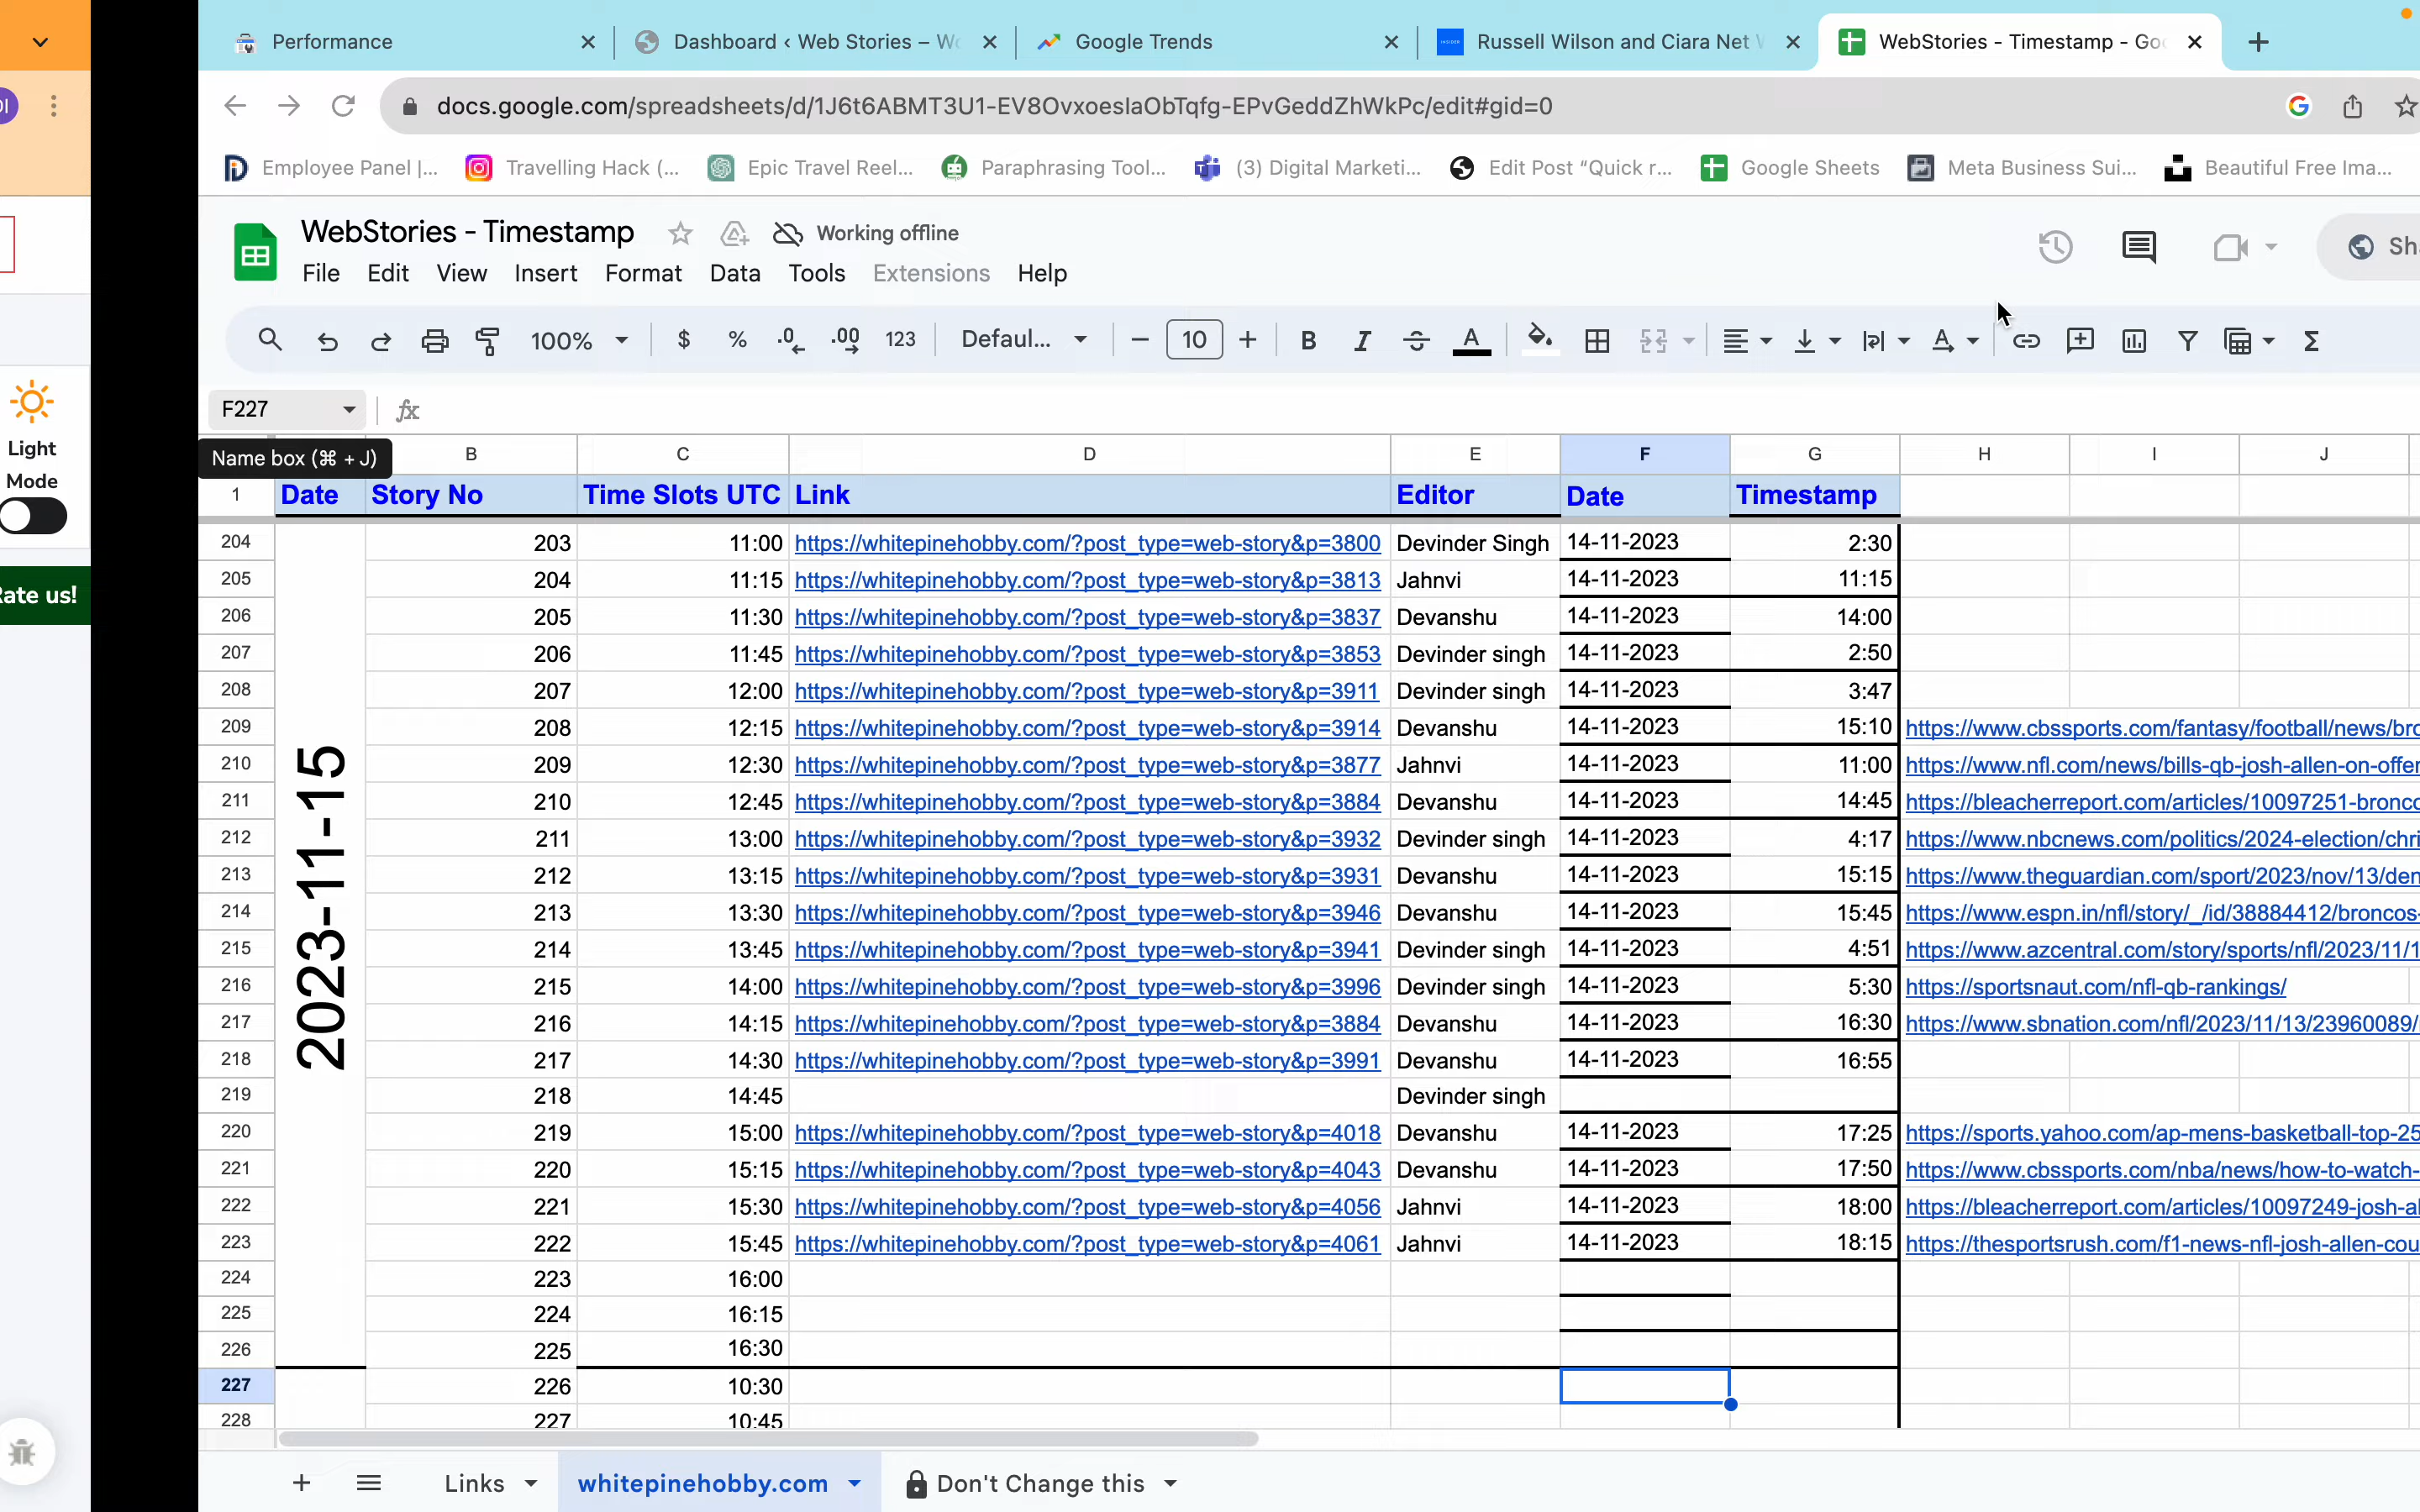 Performance
Dashboard ‹ Web Stories – Wo
Google Trends
Russell Wilson and Ciara Net
WebStories - Timestamp - Goo
docs.google.com/spreadsheets/d/1J6t6ABMT3U1-EV8OvxoesIaObTqfg-EPvGeddZhWkPc/edit#gid=0
Employee Panel |...
Travelling Hack (...
Epic Travel Reel...
Paraphrasing Tool...
(3) Digital Marketi...
Edit Post “Quick r...
Google Sheets
Meta Business Sui...
Beautiful Free Ima...
WebStories - Timestamp
Working offline
File Edit View Insert Format Data Tools Extensions Help
100% $ % .0 .00 123 Defaul... 10
F227
Light
Mode
Rate us!
Name box (⌘ + J)
B C D E F G H I J
1 Date Story No Time Slots UTC Link Editor Date Timestamp
2023-11-15
204 203 11:00 https://whitepinehobby.com/?post_type=web-story&p=3800 Devinder Singh 14-11-2023 2:30
205 204 11:15 https://whitepinehobby.com/?post_type=web-story&p=3813 Jahnvi 14-11-2023 11:15
206 205 11:30 https://whitepinehobby.com/?post_type=web-story&p=3837 Devanshu 14-11-2023 14:00
207 206 11:45 https://whitepinehobby.com/?post_type=web-story&p=3853 Devinder singh 14-11-2023 2:50
208 207 12:00 https://whitepinehobby.com/?post_type=web-story&p=3911 Devinder singh 14-11-2023 3:47
209 208 12:15 https://whitepinehobby.com/?post_type=web-story&p=3914 Devanshu 14-11-2023 15:10 https://www.cbssports.com/fantasy/football/news/bro
210 209 12:30 https://whitepinehobby.com/?post_type=web-story&p=3877 Jahnvi 14-11-2023 11:00 https://www.nfl.com/news/bills-qb-josh-allen-on-offen
211 210 12:45 https://whitepinehobby.com/?post_type=web-story&p=3884 Devanshu 14-11-2023 14:45 https://bleacherreport.com/articles/10097251-bronco
212 211 13:00 https://whitepinehobby.com/?post_type=web-story&p=3932 Devinder singh 14-11-2023 4:17 https://www.nbcnews.com/politics/2024-election/chri
213 212 13:15 https://whitepinehobby.com/?post_type=web-story&p=3931 Devanshu 14-11-2023 15:15 https://www.theguardian.com/sport/2023/nov/13/den
214 213 13:30 https://whitepinehobby.com/?post_type=web-story&p=3946 Devanshu 14-11-2023 15:45 https://www.espn.in/nfl/story/_/id/38884412/broncos-
215 214 13:45 https://whitepinehobby.com/?post_type=web-story&p=3941 Devinder singh 14-11-2023 4:51 https://www.azcentral.com/story/sports/nfl/2023/11/1
216 215 14:00 https://whitepinehobby.com/?post_type=web-story&p=3996 Devinder singh 14-11-2023 5:30 https://sportsnaut.com/nfl-qb-rankings/
217 216 14:15 https://whitepinehobby.com/?post_type=web-story&p=3884 Devanshu 14-11-2023 16:30 https://www.sbnation.com/nfl/2023/11/13/23960089/
218 217 14:30 https://whitepinehobby.com/?post_type=web-story&p=3991 Devanshu 14-11-2023 16:55
219 218 14:45 Devinder singh
220 219 15:00 https://whitepinehobby.com/?post_type=web-story&p=4018 Devanshu 14-11-2023 17:25 https://sports.yahoo.com/ap-mens-basketball-top-25
221 220 15:15 https://whitepinehobby.com/?post_type=web-story&p=4043 Devanshu 14-11-2023 17:50 https://www.cbssports.com/nba/news/how-to-watch-
222 221 15:30 https://whitepinehobby.com/?post_type=web-story&p=4056 Jahnvi 14-11-2023 18:00 https://bleacherreport.com/articles/10097249-josh-al
223 222 15:45 https://whitepinehobby.com/?post_type=web-story&p=4061 Jahnvi 14-11-2023 18:15 https://thesportsrush.com/f1-news-nfl-josh-allen-cou
224 223 16:00
225 224 16:15
226 225 16:30
227 226 10:30
228 227 10:45
Links whitepinehobby.com Don't Change this